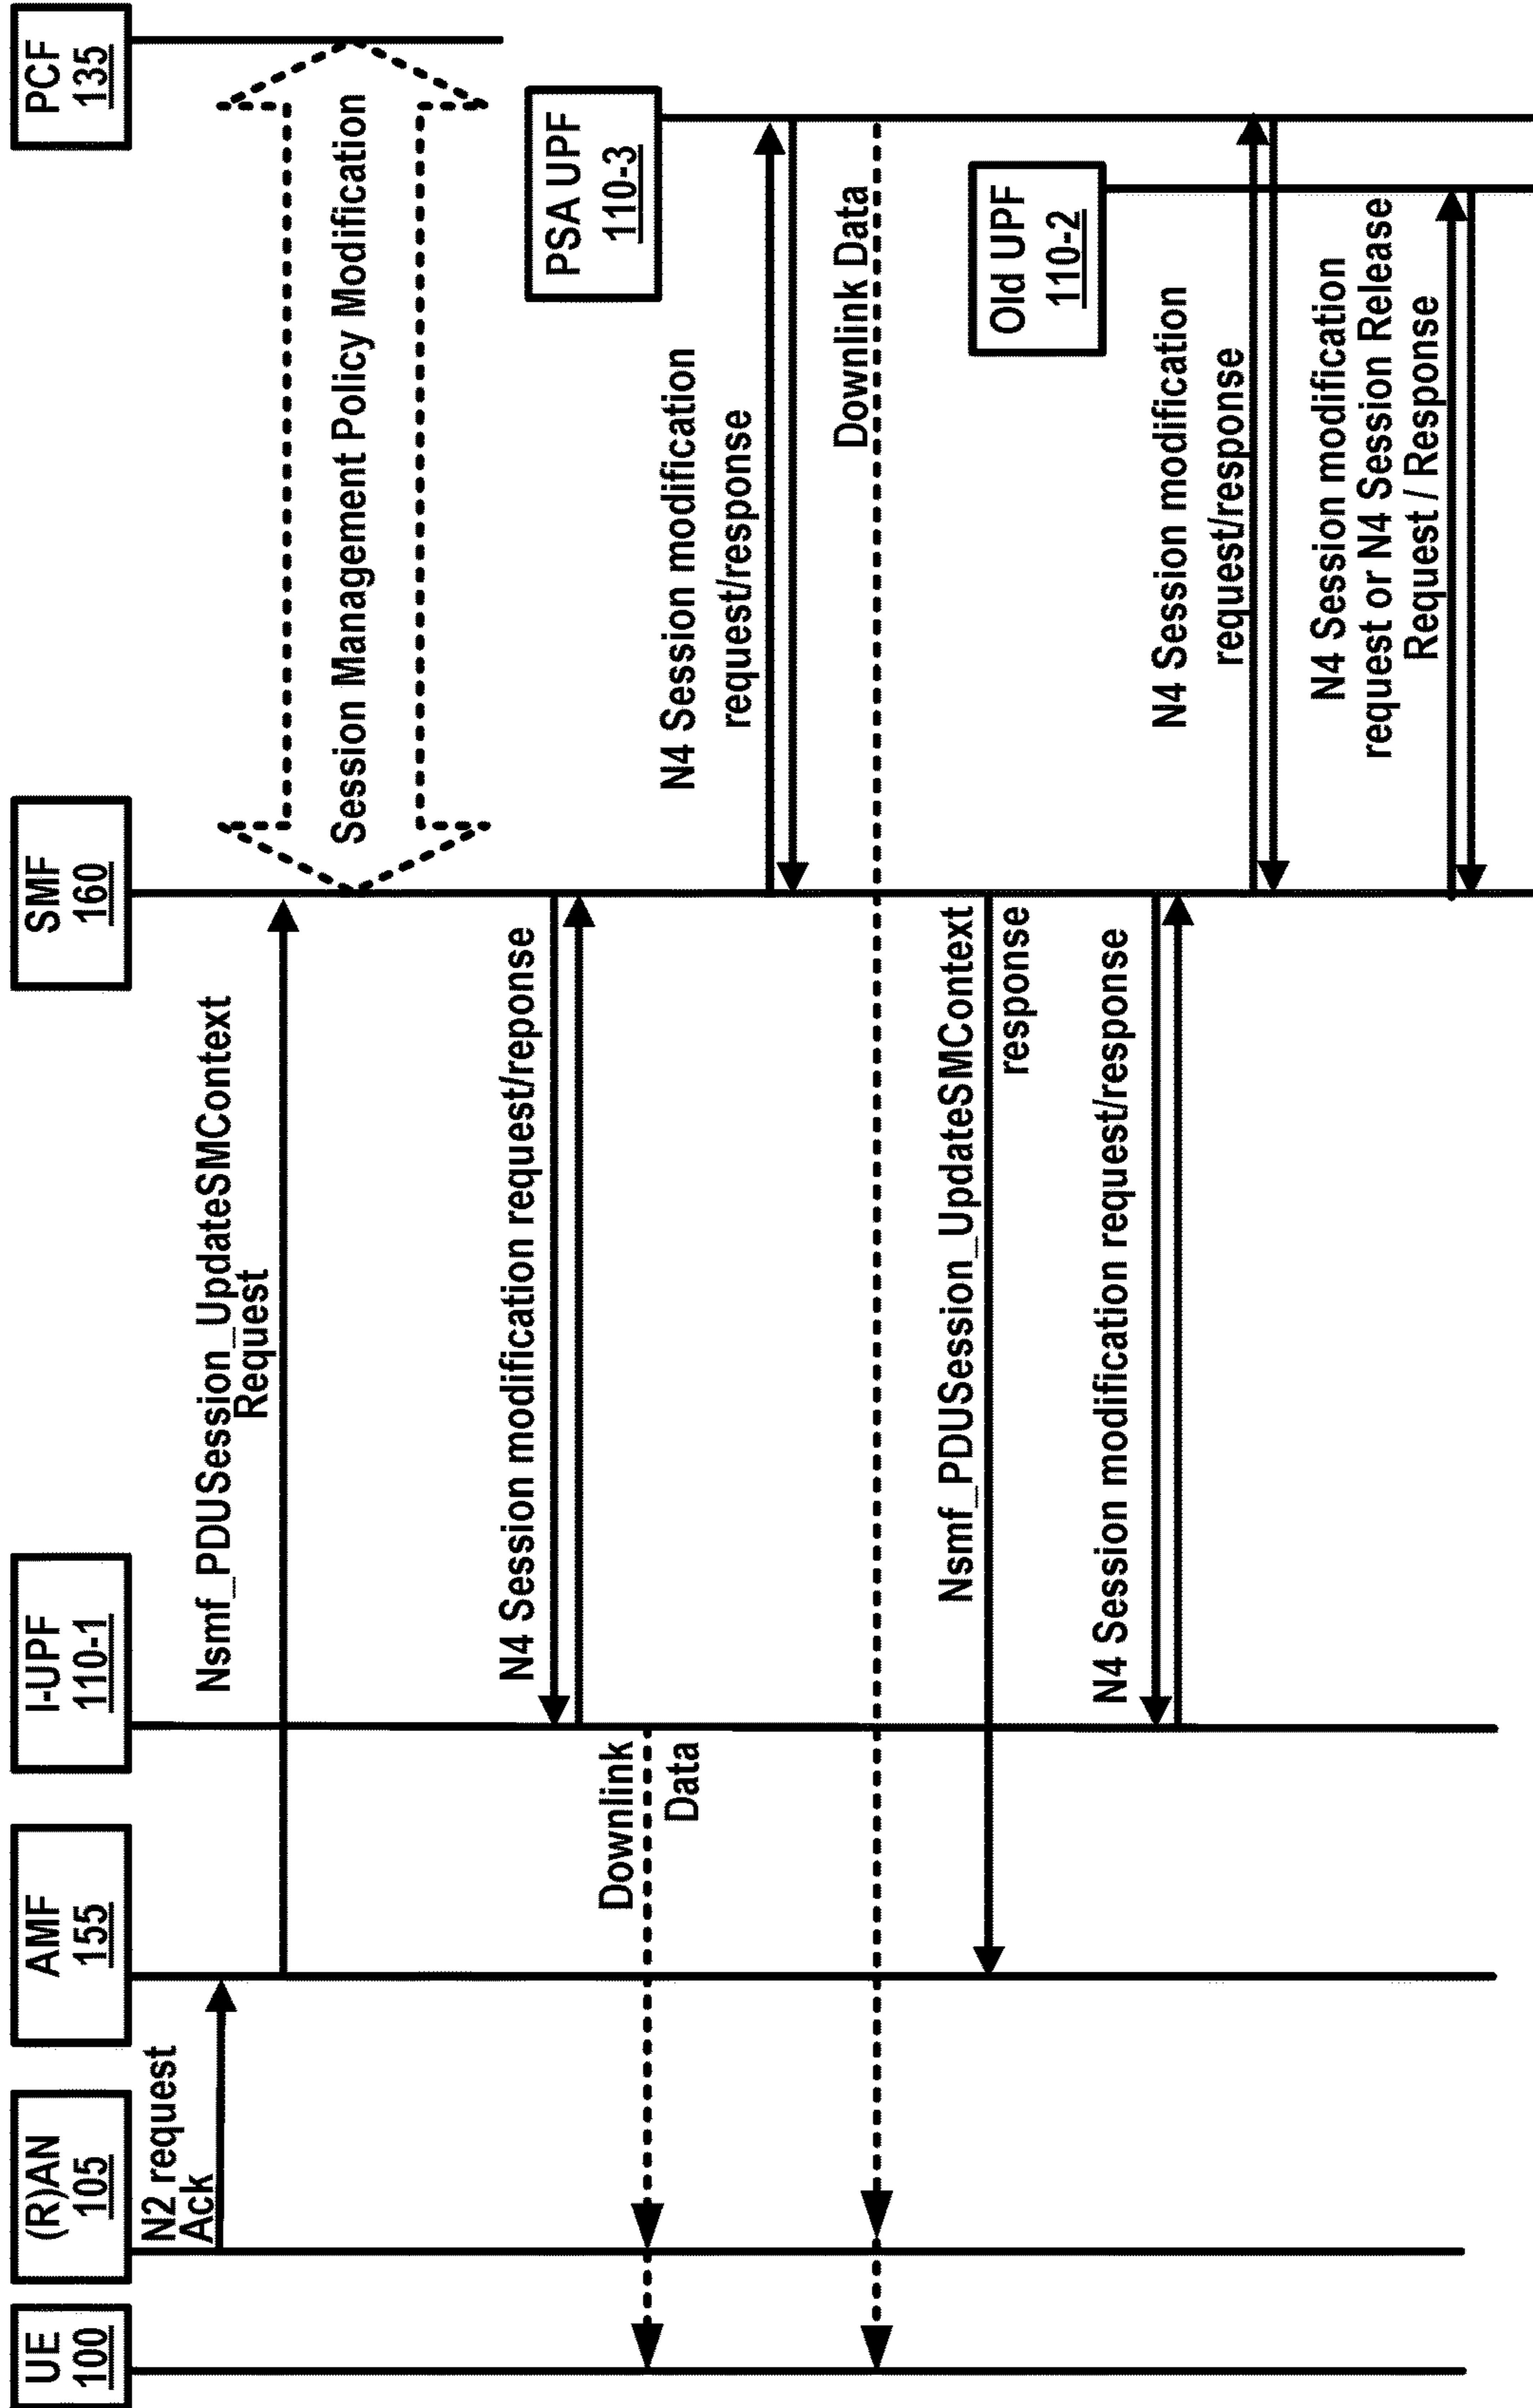 UE
100
(R)AN
105
AMF
155
I-UPF
110-1
SMF
160
PCF
135
N2 request
Ack
Nsmf_PDUSession_UpdateSMContext
Request
Session Management Policy Modification
N4 Session modification request/reponse
PSA UPF
110-3
Downlink
Data
N4 Session modification
request/response
Downlink Data
Nsmf_PDUSession_UpdateSMContext
response
Old UPF
110-2
N4 Session modification request/response
N4 Session modification
request/response
N4 Session modification
request or N4 Session Release
Request / Response